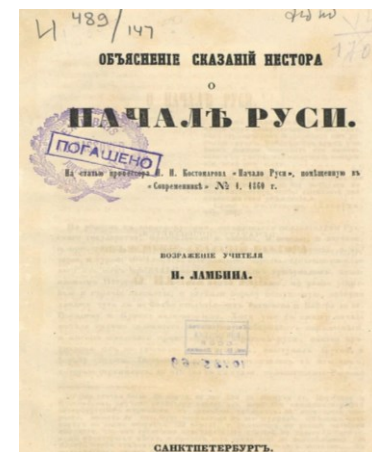 И 489/147
ОБЪЯСНЕНІЕ СКАЗАНІЙ НЕСТОРА
О
НАЧАЛѢ РУСИ.
ПОГАШЕНО
На статью профессора Н. И. Костомарова «Начало Руси», помѣщенную въ
«Современникѣ» № 1, 1860 г.
ВОЗРАЖЕНІЕ УЧИТЕЛЯ
Н. ЛАМБИНА.
САНКТПЕТЕРБУРГЪ.